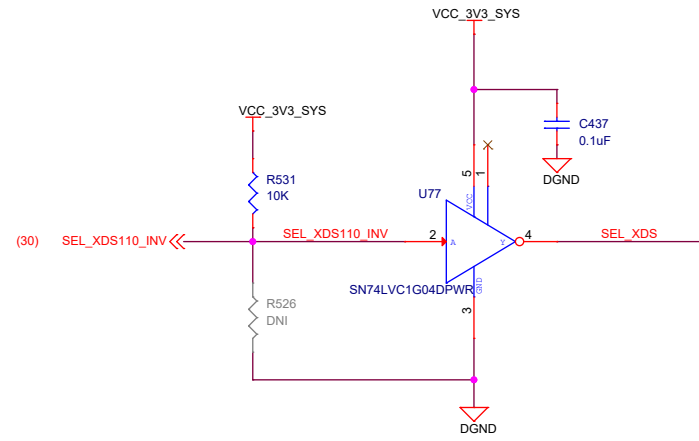 VCC_3V3_SYS
C437
0.1uF
DGND
VCC_3V3_SYS
R531
10K
5
1
U77
VCC
(30) SEL_XDS110_INV
SEL_XDS110_INV
2
A
Y
4
SEL_XDS
SN74LVC1G04DPWR
GND
3
R526
DNI
DGND